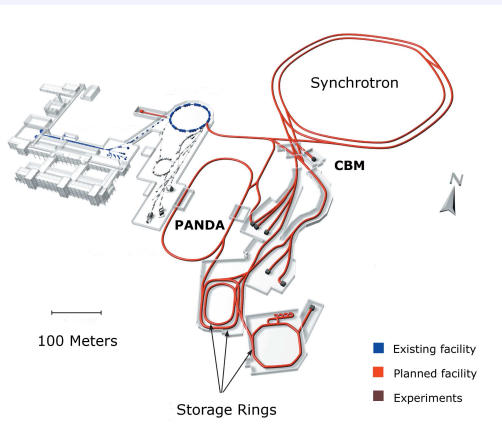 Synchrotron
CBM
N
PANDA
100 Meters
Existing facility
Planned facility
Experiments
Storage Rings